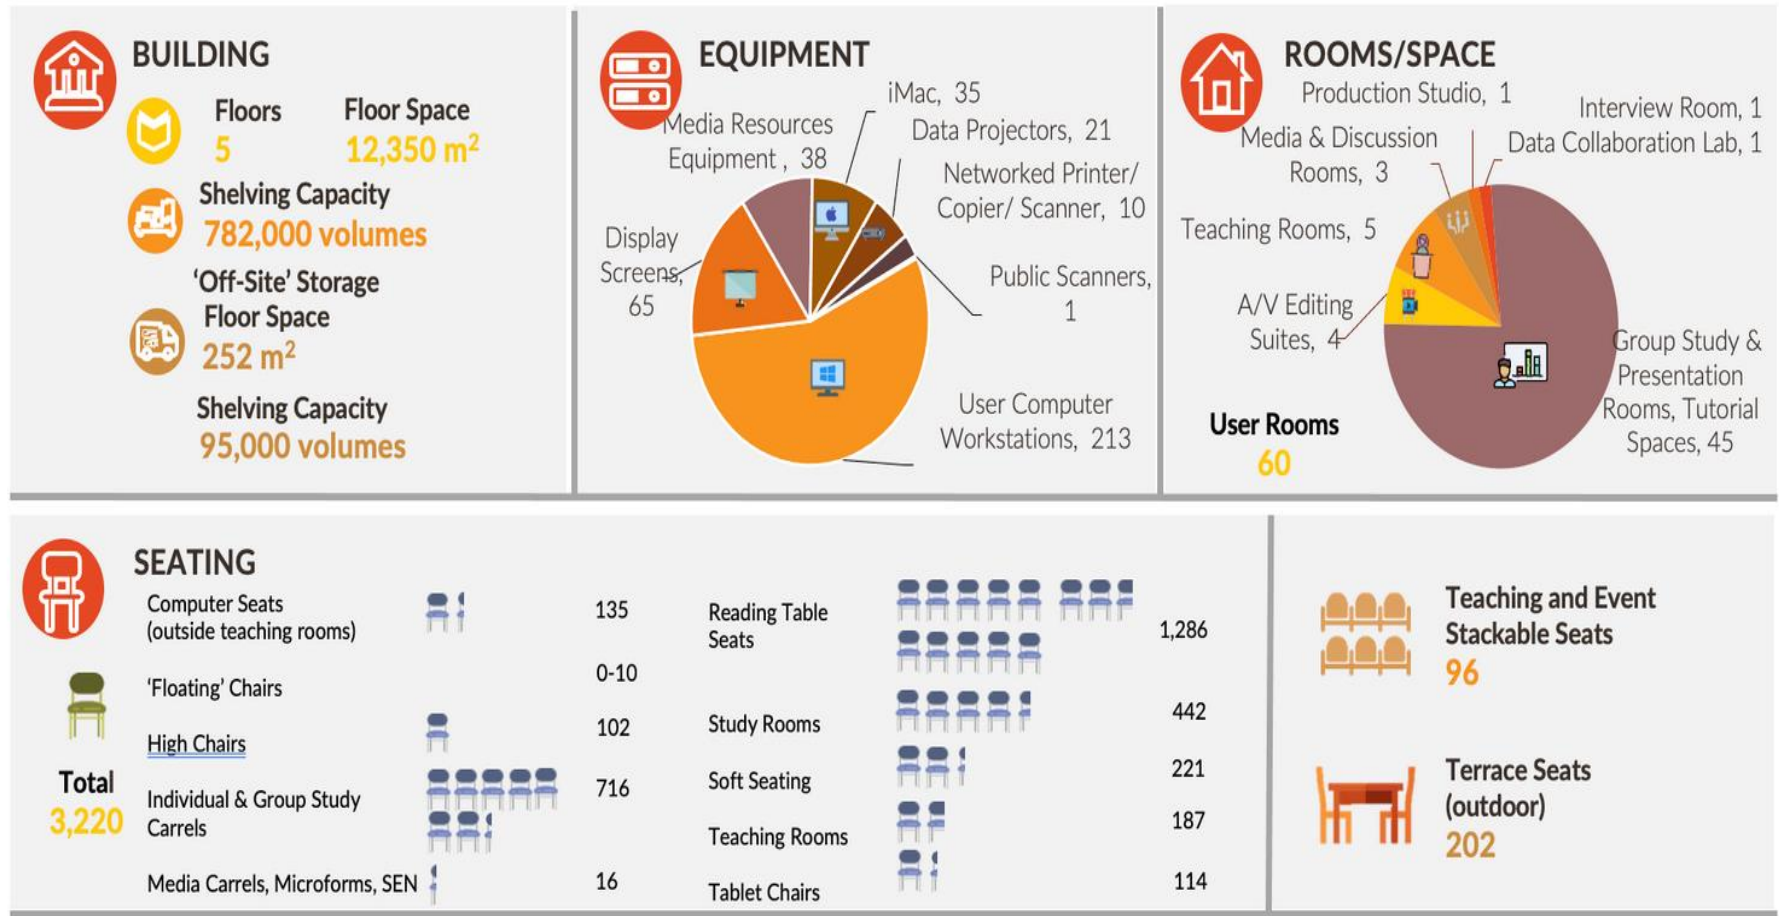 BUILDING
Floors
5
Floor Space
12,350 m²
Shelving Capacity
782,000 volumes
‘Off-Site’ Storage
Floor Space
252 m²
Shelving Capacity
95,000 volumes
EQUIPMENT
iMac, 35
Data Projectors, 21
Networked Printer/
Copier/ Scanner, 10
Public Scanners,
1
User Computer
Workstations, 213
Display
Screens,
65
Media Resources
Equipment , 38
ROOMS/SPACE
Production Studio, 1
Interview Room, 1
Data Collaboration Lab, 1
Media & Discussion
Rooms, 3
Teaching Rooms, 5
A/V Editing
Suites, 4
Group Study &
Presentation
Rooms, Tutorial
Spaces, 45
User Rooms
60
SEATING
Total
3,220
Computer Seats
(outside teaching rooms)
135
‘Floating’ Chairs
0-10
High Chairs
102
Individual & Group Study
Carrels
716
Media Carrels, Microforms, SEN
16
Reading Table
Seats
1,286
Study Rooms
442
Soft Seating
221
Teaching Rooms
187
Tablet Chairs
114
Teaching and Event
Stackable Seats
96
Terrace Seats
(outdoor)
202